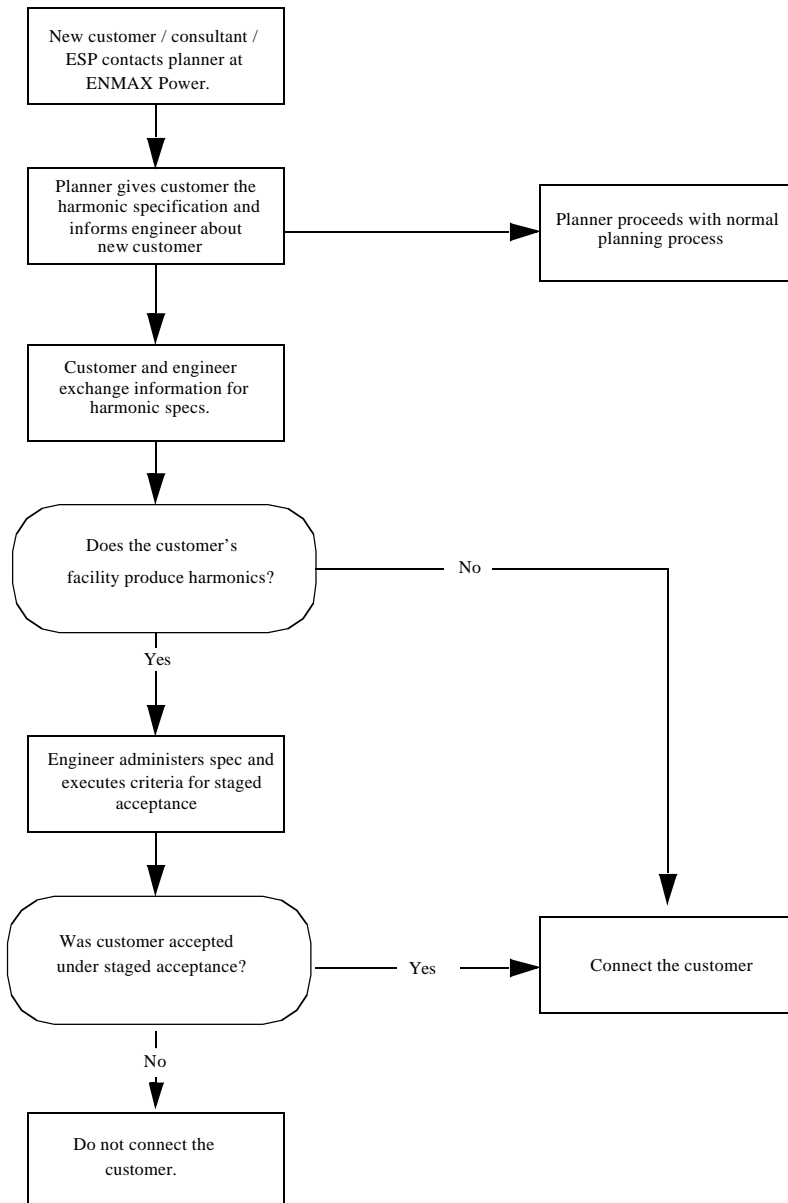 New customer / consultant /
ESP contacts planner at
ENMAX Power.
Planner gives customer the
harmonic specification and
informs engineer about
new customer
Planner proceeds with normal
planning process
Customer and engineer
exchange information for
harmonic specs.
Does the customer’s
facility produce harmonics?
No
Yes
Engineer administers spec and
executes criteria for staged
acceptance
Was customer accepted
under staged acceptance?
Yes
Connect the customer
No
Do not connect the
customer.